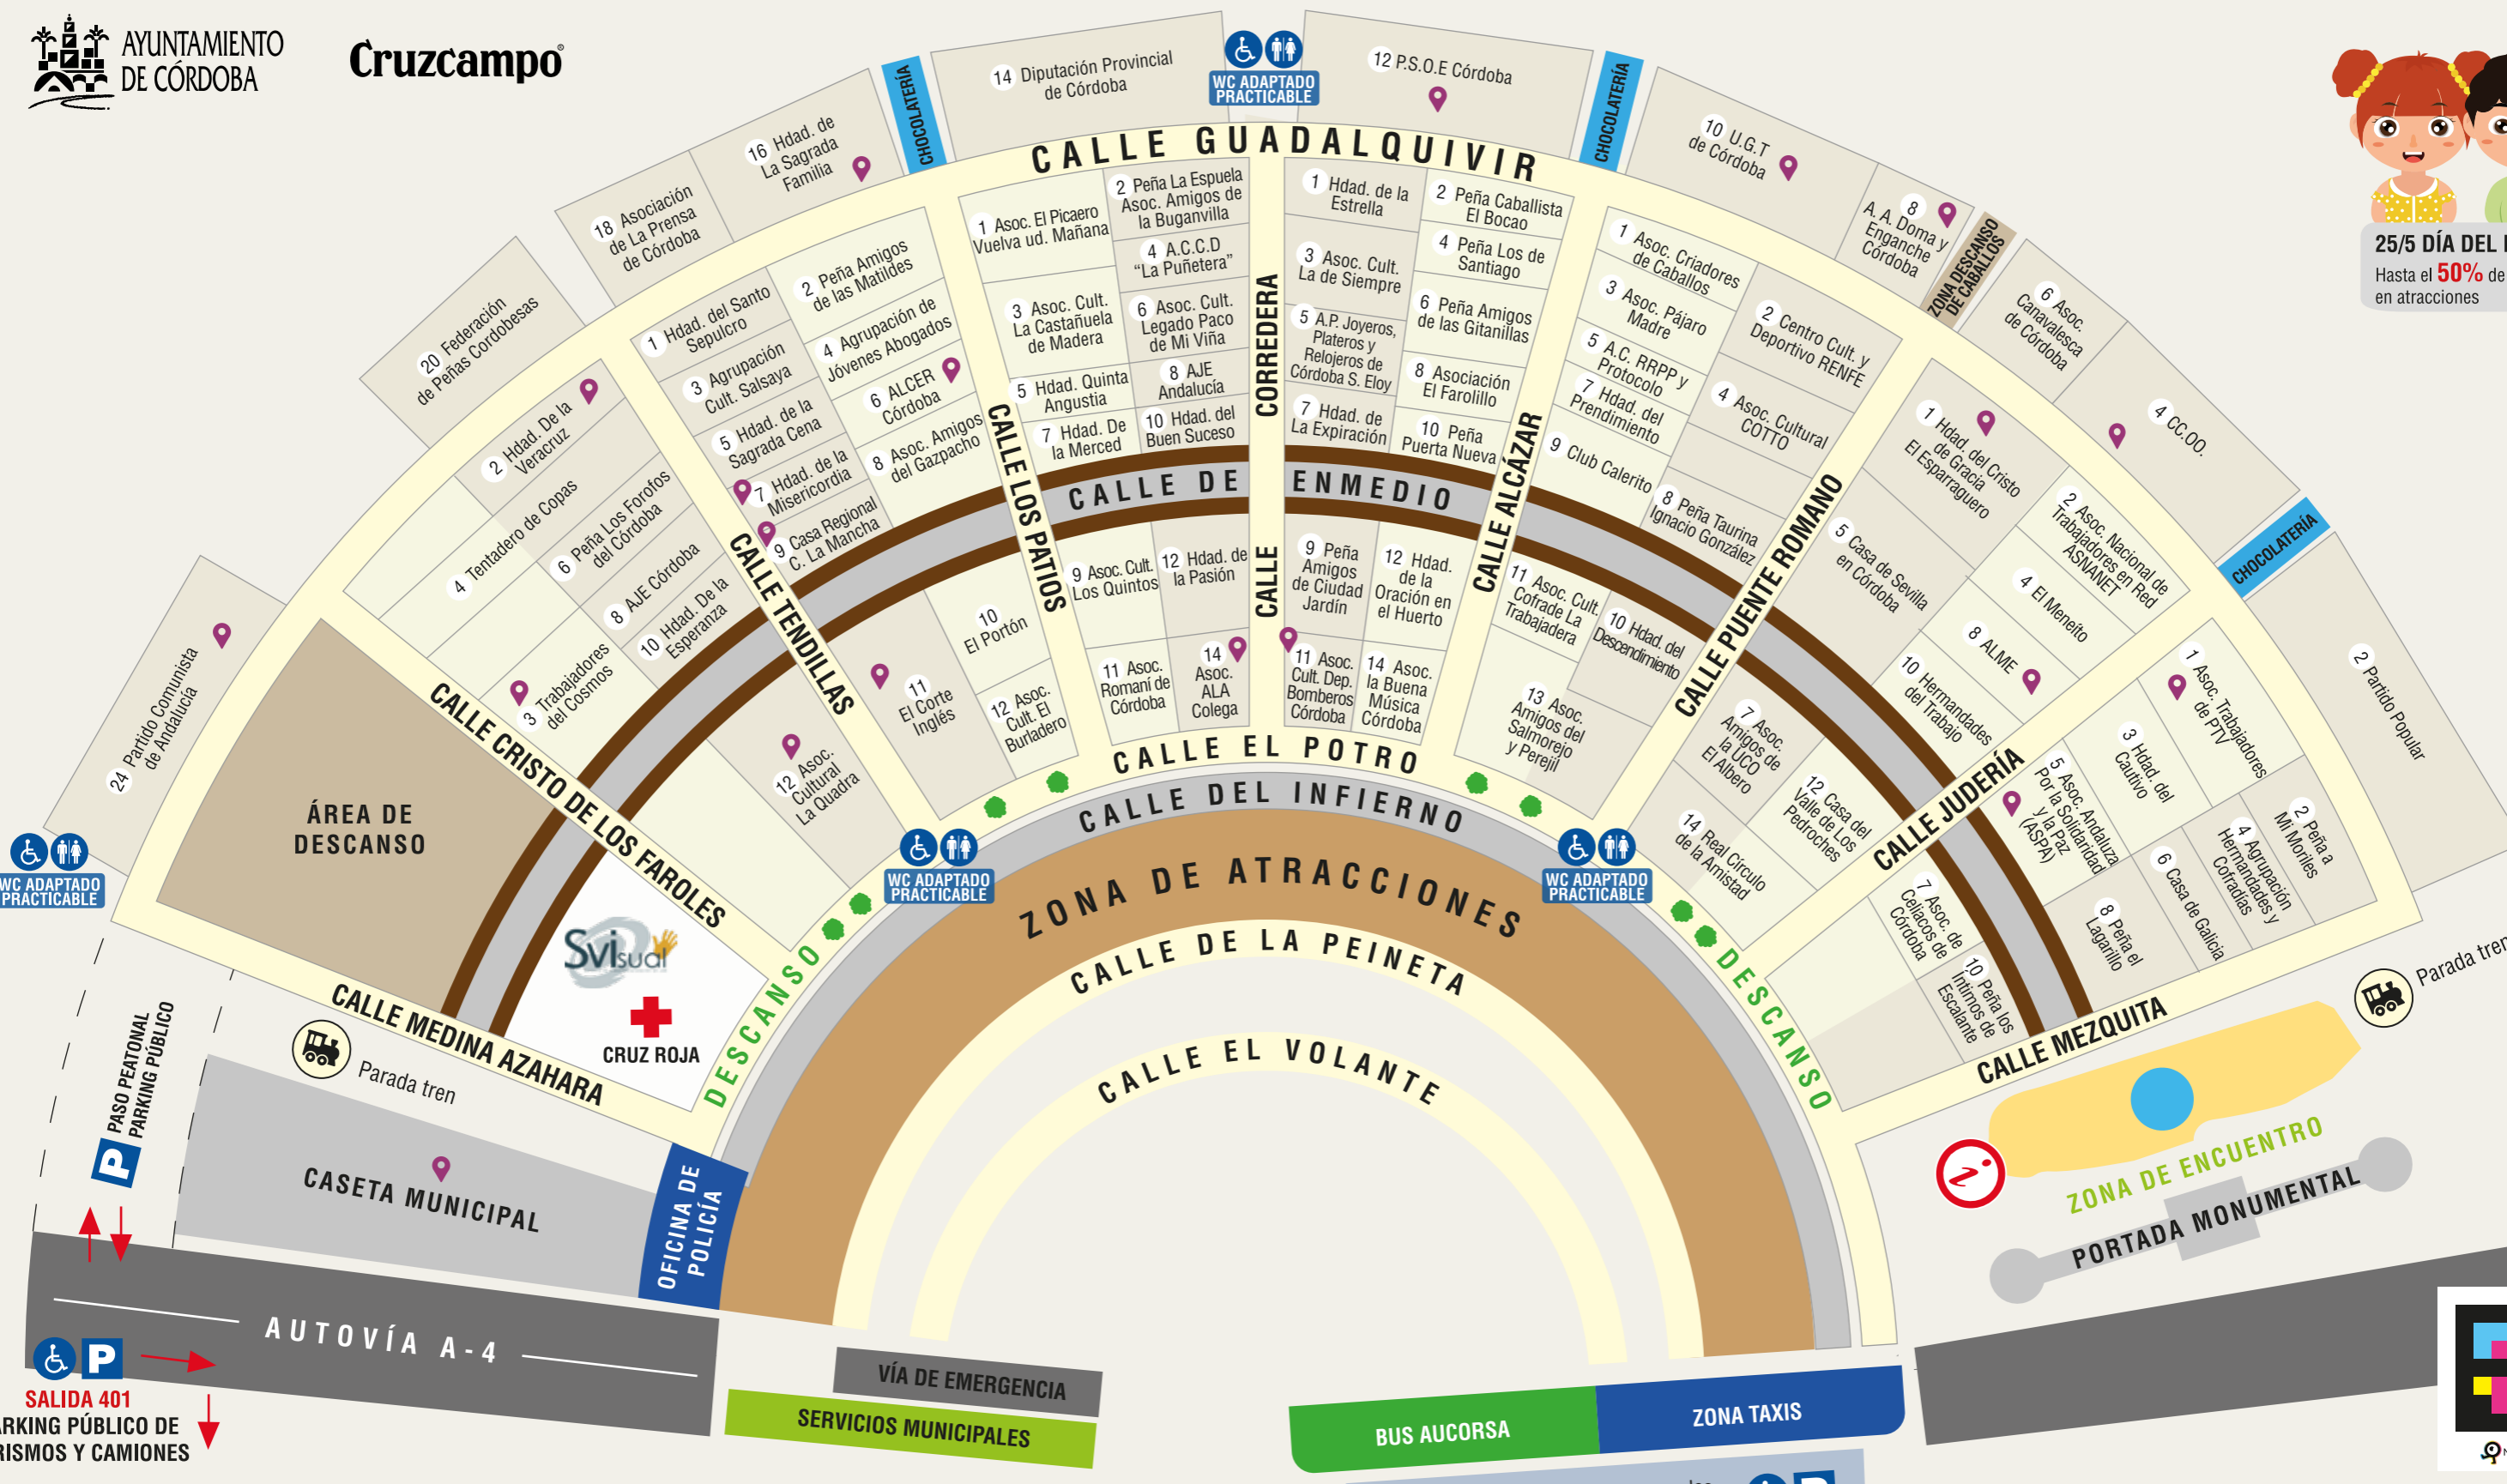 AYUNTAMIENTO
DE CÓRDOBA
Cruzcampo
25/5 DÍA DEL
Hasta el 50% de
en atracciones
CALLE GUADALQUIVIR
24 Partido Comunista
de Andalucía
20 Federación
de Peñas Cordobesas
18 Asociación
de La Prensa
de Córdoba
16 Hdad. de
La Sagrada
Familia
CHOCOLATERÍA
14 Diputación Provincial
de Córdoba
WC ADAPTADO
PRACTICABLE
12 P.S.O.E Córdoba
CHOCOLATERÍA
10 U.G.T
de Córdoba
8
A. A. Doma y
Enganche
Córdoba
ZONA DESCANSO
DE CABALLOS
6 Asoc.
Canavalesca
de Córdoba
4 CC.OO.
CHOCOLATERÍA
2 Partido Popular
2 Hdad. De la
Veracruz
4 Tentadero de Copas
6 Peña Los Forofos
del Córdoba
8 AJE Córdoba
10 Hdad. De la
Esperanza
3 Trabajadores
del Cosmos
12 Asoc.
Cultural
La Quadra
CALLE TENDILLAS
1 Hdad. del Santo
Sepulcro
3 Agrupación
Cult. Salsaya
5 Hdad. de la
Sagrada Cena
7 Hdad. de la
Misericordia
9 Casa Regional
C. La Mancha
2 Peña Amigos
de las Matildes
4 Agrupación de
Jóvenes Abogados
6 ALCER
Córdoba
8 Asoc. Amigos
del Gazpacho
11
El Corte
Inglés
10
El Portón
12 Asoc.
Cult. El
Burladero
CALLE LOS PATIOS
1 Asoc. El Picaero
Vuelva ud. Mañana
3 Asoc. Cult.
La Castañuela
de Madera
5 Hdad. Quinta
Angustia
7 Hdad. De
la Merced
2 Peña La Espuela
Asoc. Amigos de
la Buganvilla
4 A.C.C.D
“La Puñetera”
6 Asoc. Cult.
Legado Paco
de Mi Viña
8 AJE
Andalucía
10 Hdad. del
Buen Suceso
9 Asoc. Cult.
Los Quintos
12 Hdad. de
la Pasión
11 Asoc.
Romaní de
Córdoba
14
Asoc.
ALA
Colega
CALLE CORREDERA
1 Hdad. de la
Estrella
3 Asoc. Cult.
La de Siempre
5 A.P. Joyeros,
Plateros y
Relojeros de
Córdoba S. Eloy
7 Hdad. de
La Expiración
2 Peña Caballista
El Bocao
4 Peña Los de
Santiago
6 Peña Amigos
de las Gitanillas
8 Asociación
El Farolillo
10 Peña
Puerta Nueva
9 Peña
Amigos
de Ciudad
Jardín
12 Hdad.
de la
Oración en
el Huerto
11 Asoc.
Cult. Dep.
Bomberos
Córdoba
14 Asoc.
la Buena
Música
Córdoba
CALLE DE ENMEDIO
CALLE ALCÁZAR
1 Asoc. Criadores
de Caballos
3 Asoc. Pájaro
Madre
5 A.C. RRPP y
Protocolo
7 Hdad. del
Prendimiento
9 Club Calerito
2 Centro Cult. y
Deportivo RENFE
4 Asoc. Cultural
COTTO
8 Peña Taurina
Ignacio González
11 Asoc. Cult.
Cofrade La
Trabajadera
10 Hdad. del
Descendimiento
13 Asoc.
Amigos del
Salmorejo
y Perejil
CALLE PUENTE ROMANO
1 Hdad. del Cristo
de Gracia
El Esparraguero
5 Casa de Sevilla
en Córdoba
2 Asoc. Nacional de
Trabajadores en Red
ASNANET
4 El Meneíto
8 ALME
10 Hermandades
del Trabajo
7 Asoc.
Amigos de
la UCO
El Albero
12 Casa del
Valle de Los
Pedroches
14 Real Círculo
de la Amistad
CALLE JUDERÍA
1 Asoc. Trabajadores
de PTV
3 Hdad. del
Cautivo
5 Asoc. Andaluza
Por la Solidaridad
y la Paz
(ASPA)
2 Peña a
Mi Moriles
4 Agrupación
Hermandades y
Cofradías
6 Casa de Galicia
8 Peña el
Lagarillo
7 Asoc. de
Celiacos de
Córdoba
10 Peña los
Íntimos de
Escalante
CALLE MEZQUITA
Parada tren
CALLE EL POTRO
CALLE DEL INFIERNO
ZONA DE ATRACCIONES
CALLE DE LA PEINETA
CALLE EL VOLANTE
WC ADAPTADO
PRACTICABLE
WC ADAPTADO
PRACTICABLE
WC ADAPTADO
PRACTICABLE
DESCANSO
DESCANSO
ÁREA DE
DESCANSO
CALLE CRISTO DE LOS FAROLES
SVIsual
CRUZ ROJA
CALLE MEDINA AZAHARA
Parada tren
PASO PEATONAL
PARKING PÚBLICO
P
CASETA MUNICIPAL
OFICINA DE
POLICÍA
AUTOVÍA A-4
P
SALIDA 401
ARKING PÚBLICO DE
RISMOS Y CAMIONES
VÍA DE EMERGENCIA
SERVICIOS MUNICIPALES
BUS AUCORSA
ZONA TAXIS
ZONA DE ENCUENTRO
PORTADA MONUMENTAL